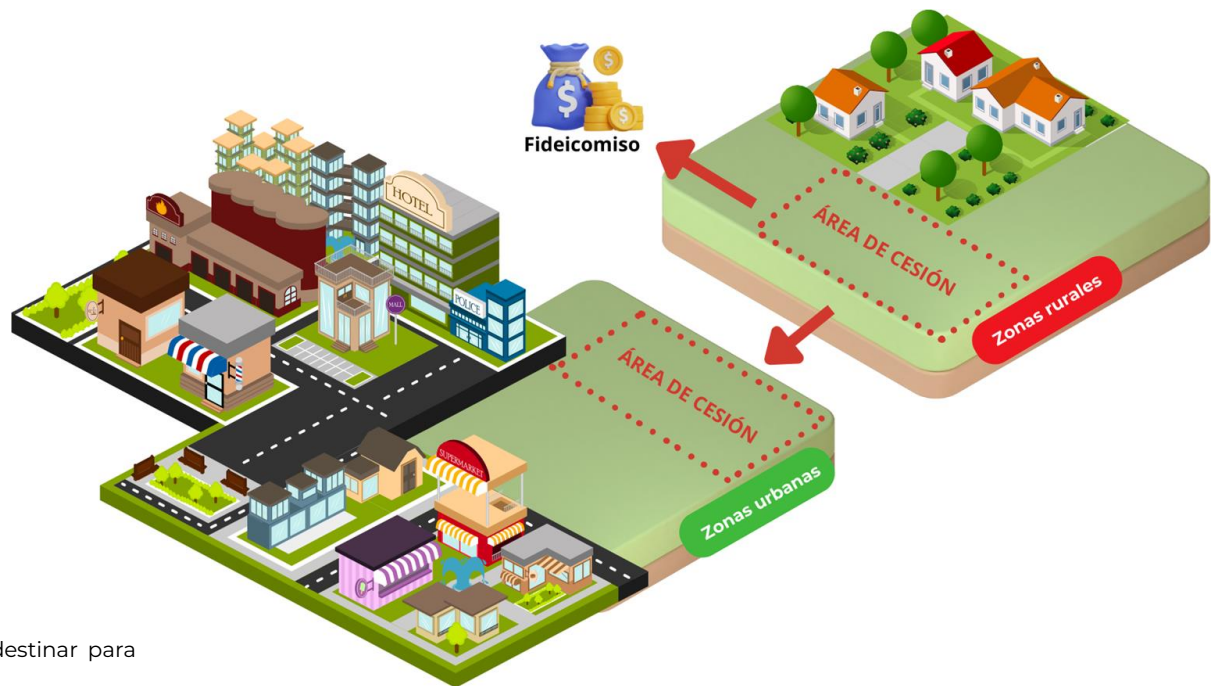 Fideicomiso
HOTEL
POLICE
MALL
ÁREA DE CESIÓN
Zonas rurales
ÁREA DE CESIÓN
SUPERMARKET
Zonas urbanas
destinar para